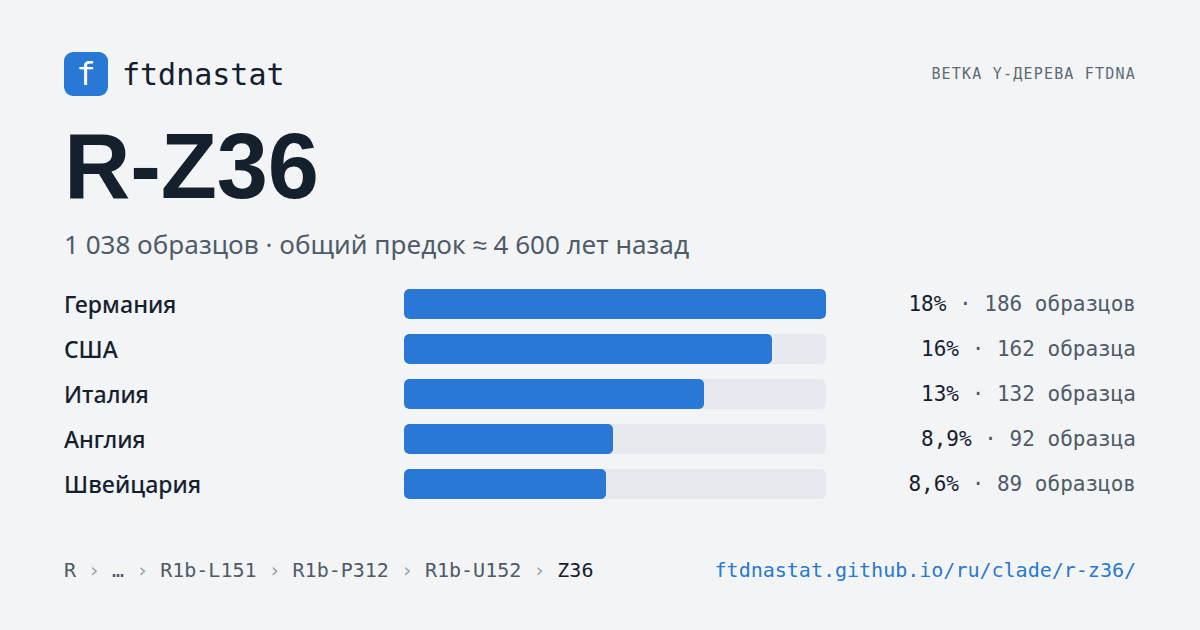 f ftdnastat
ВЕТКА Y-ДЕРЕВА FTDNA
R-Z36
1 038 образцов · общий предок ≈ 4 600 лет назад
Германия 18% · 186 образцов
США 16% · 162 образца
Италия 13% · 132 образца
Англия 8,9% · 92 образца
Швейцария 8,6% · 89 образцов
R › … › R1b-L151 › R1b-P312 › R1b-U152 › Z36
ftdnastat.github.io/ru/clade/r-z36/